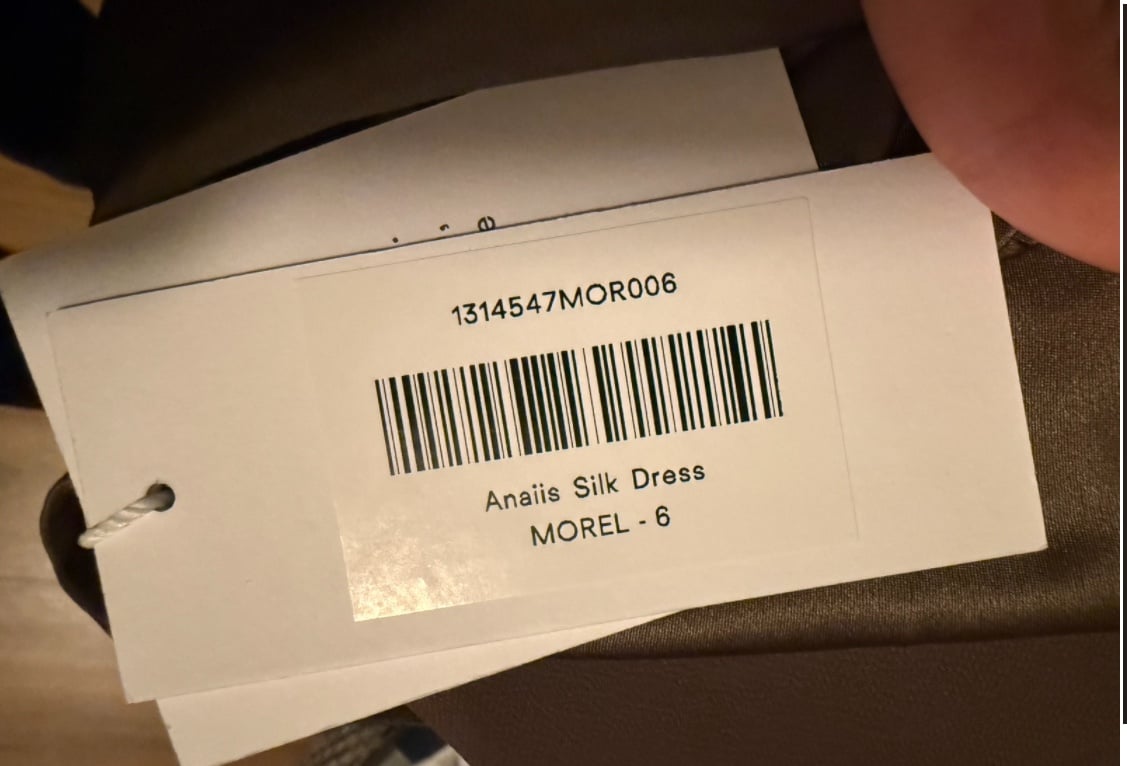 1314547MOR006
Anaiis Silk Dress
MOREL - 6